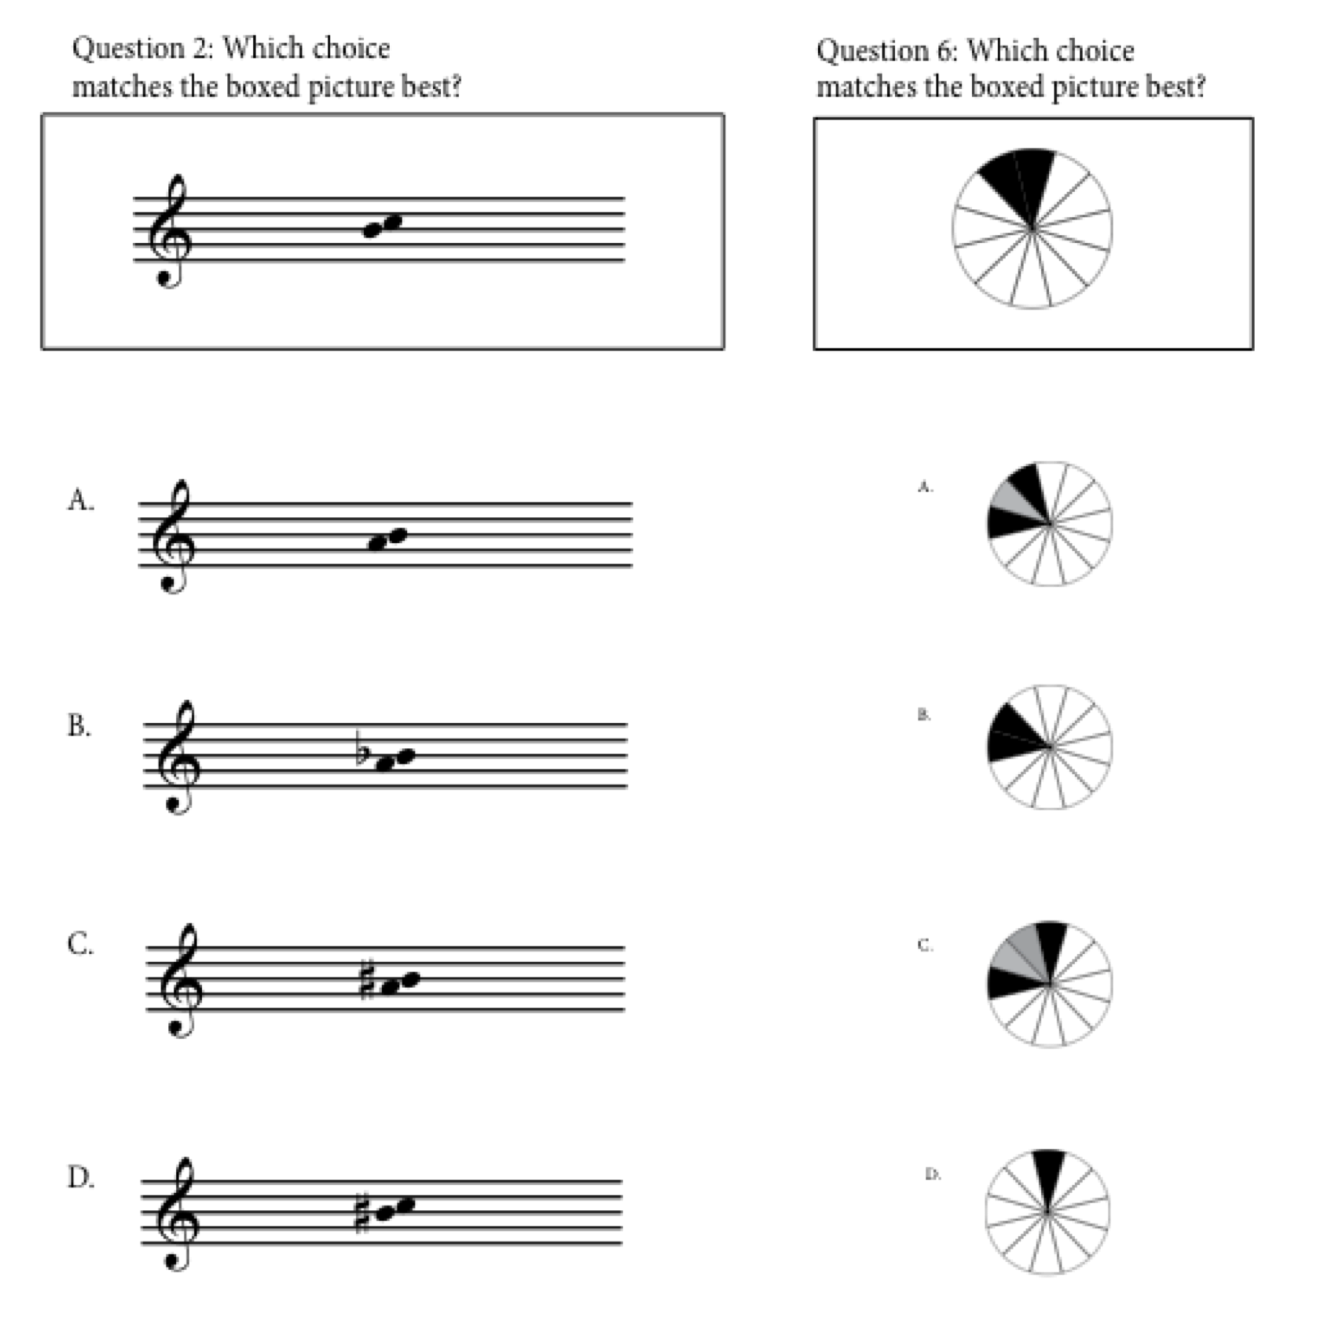 Question 2: Which choice
matches the boxed picture best?
A.
B.
C.
D.
Question 6: Which choice
matches the boxed picture best?
A.
B.
C.
D.